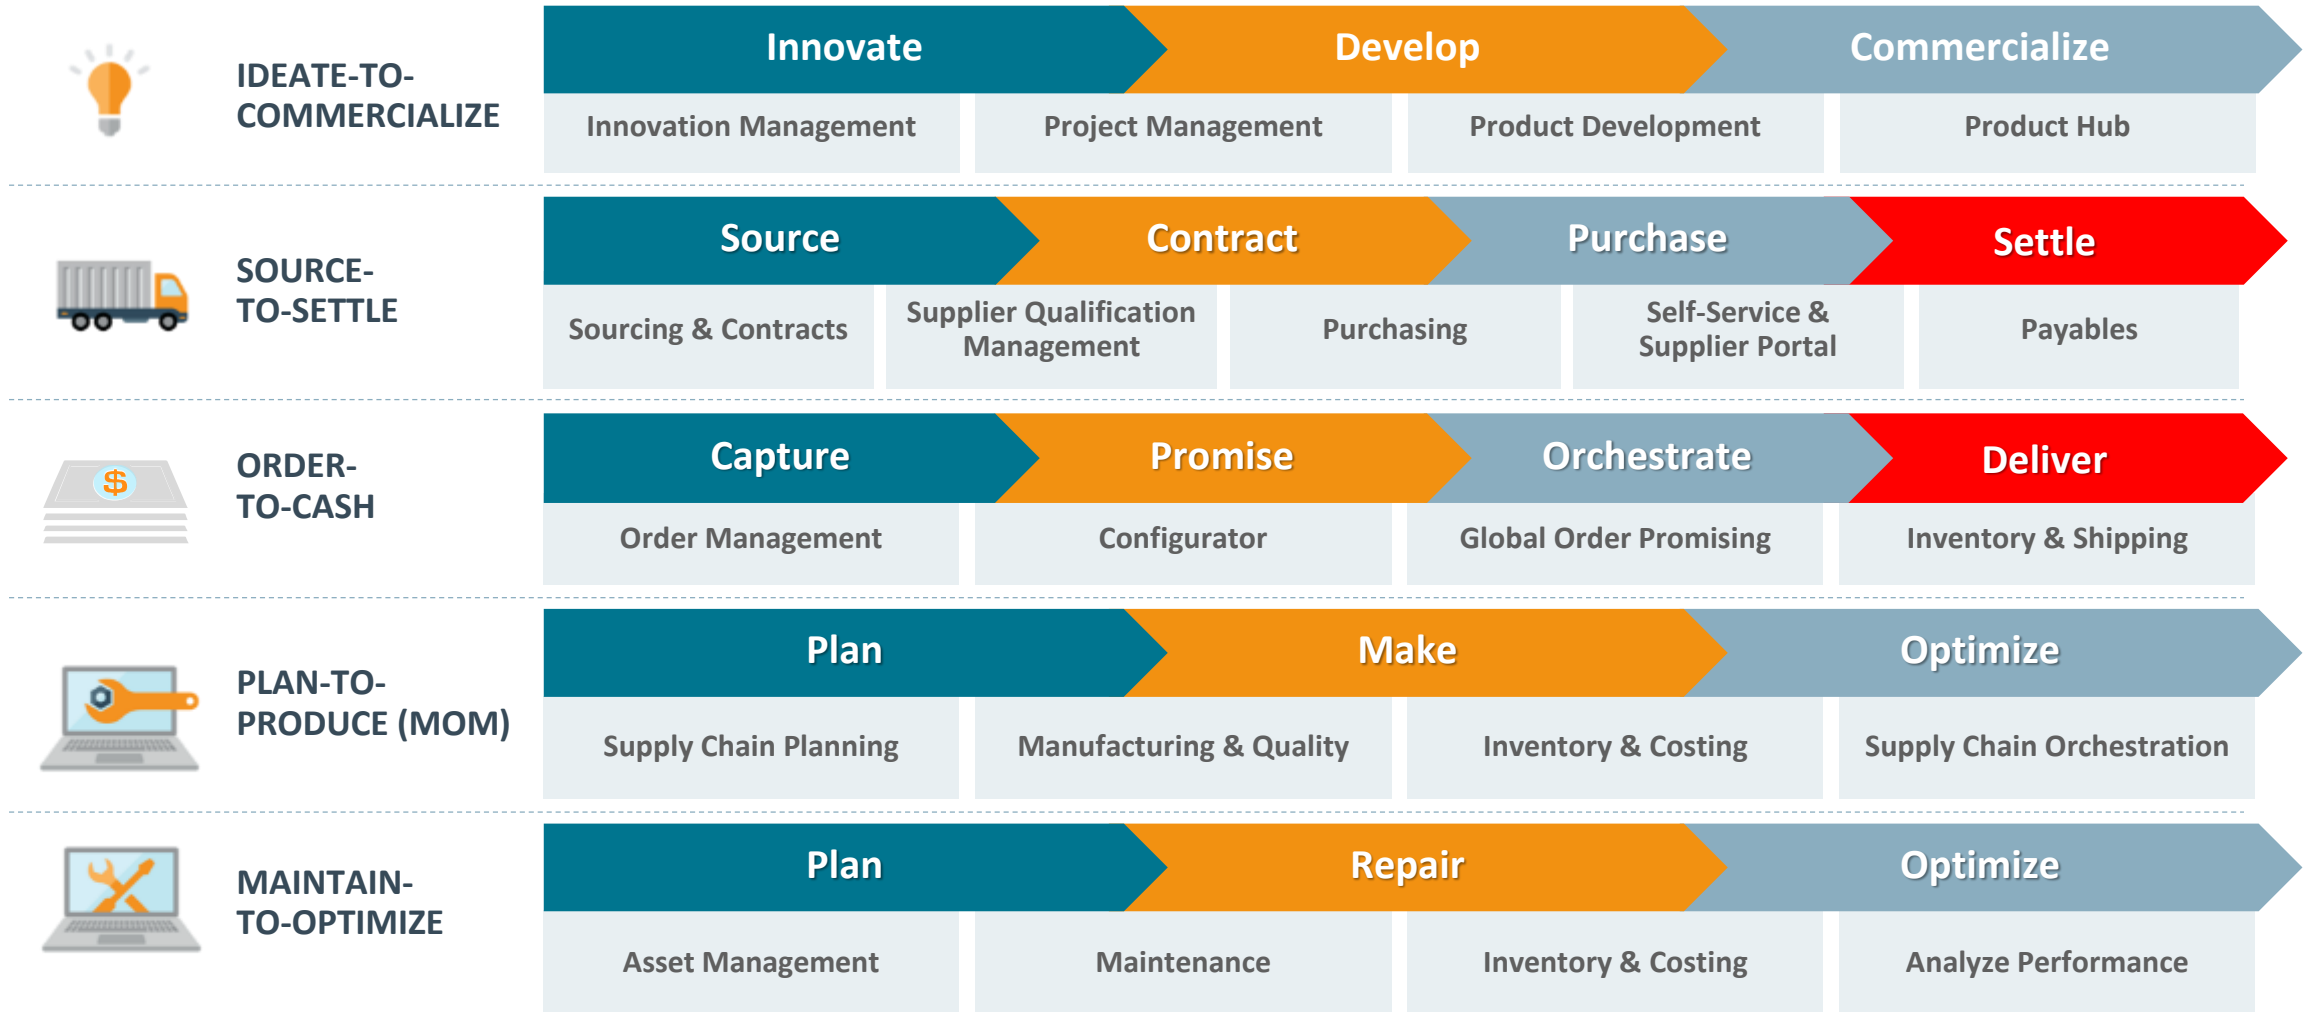 IDEATE-TO-
COMMERCIALIZE
Innovate
Develop
Commercialize
Innovation Management
Project Management
Product Development
Product Hub
SOURCE-
TO-SETTLE
Source
Contract
Purchase
Settle
Sourcing & Contracts
Supplier Qualification
Management
Purchasing
Self-Service &
Supplier Portal
Payables
$
ORDER-
TO-CASH
Capture
Promise
Orchestrate
Deliver
Order Management
Configurator
Global Order Promising
Inventory & Shipping
PLAN-TO-
PRODUCE (MOM)
Plan
Make
Optimize
Supply Chain Planning
Manufacturing & Quality
Inventory & Costing
Supply Chain Orchestration
MAINTAIN-
TO-OPTIMIZE
Plan
Repair
Optimize
Asset Management
Maintenance
Inventory & Costing
Analyze Performance